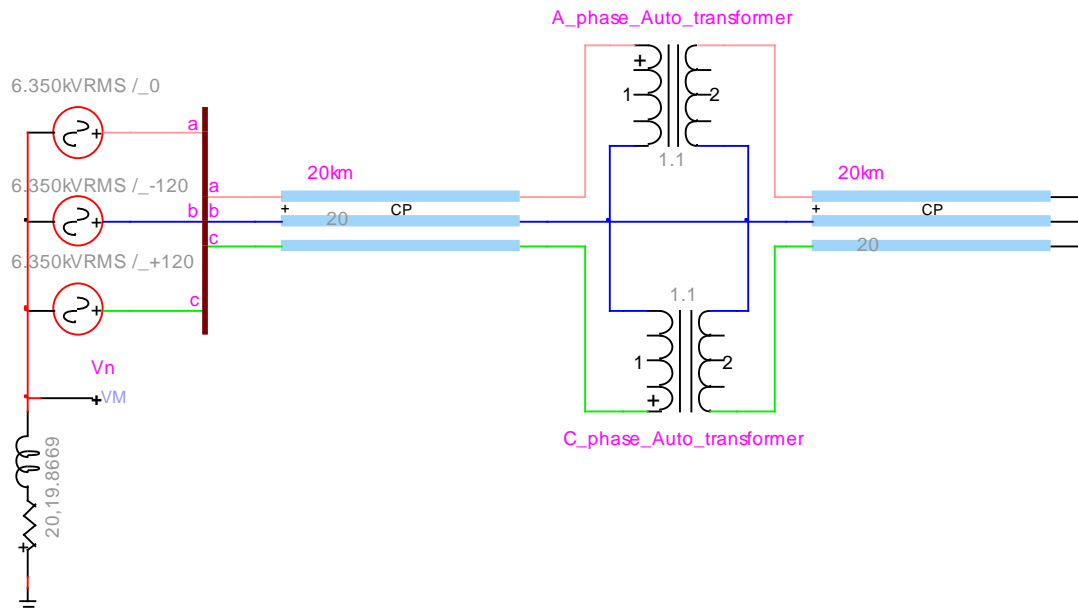 A_phase_Auto_transformer
6.350kVRMS /_0
+
1
2
+
a
1.1
6.350kVRMS /_-120
20km
20km
a
+
b
b
+
CP
20
+
CP
20
c
6.350kVRMS /_+120
c
+
1.1
1
2
+
Vn
+VM
C_phase_Auto_transformer
20,19.8669
+